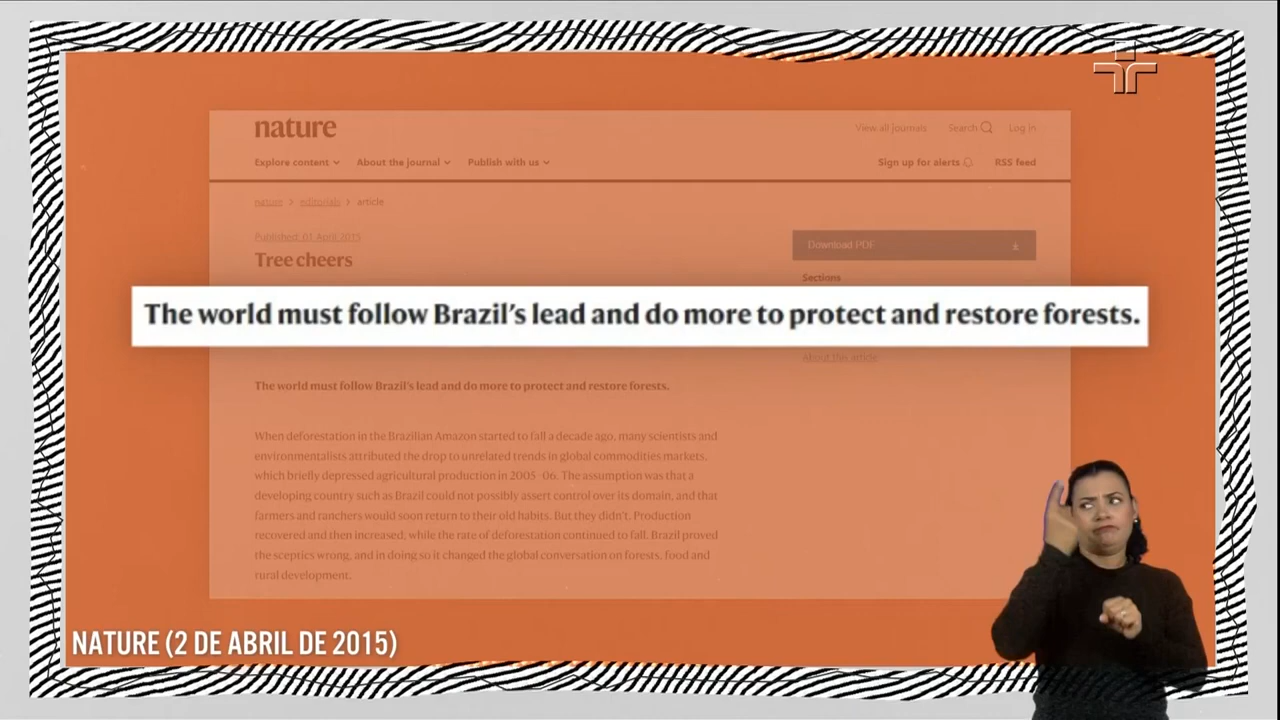 nature
View all journals Search Log in
Explore content About the journal Publish with us
Sign up for alerts RSS feed
nature > editorials > article
Published: 01 April 2015
Download PDF
Tree cheers
Sections
The world must follow Brazil's lead and do more to protect and restore forests.
About this article
The world must follow Brazil's lead and do more to protect and restore forests.
When deforestation in the Brazilian Amazon started to fall a decade ago, many scientists and
environmentalists attributed the drop to unrelated trends in global commodities markets,
which briefly depressed agricultural production in 2005–06. The assumption was that a
developing country such as Brazil could not possibly assert control over its domain, and that
farmers and ranchers would soon return to their old habits. But they didn't. Production
recovered and then increased, while the rate of deforestation continued to fall. Brazil proved
the sceptics wrong, and in doing so it changed the global conversation on forests, food and
rural development.
NATURE (2 DE ABRIL DE 2015)